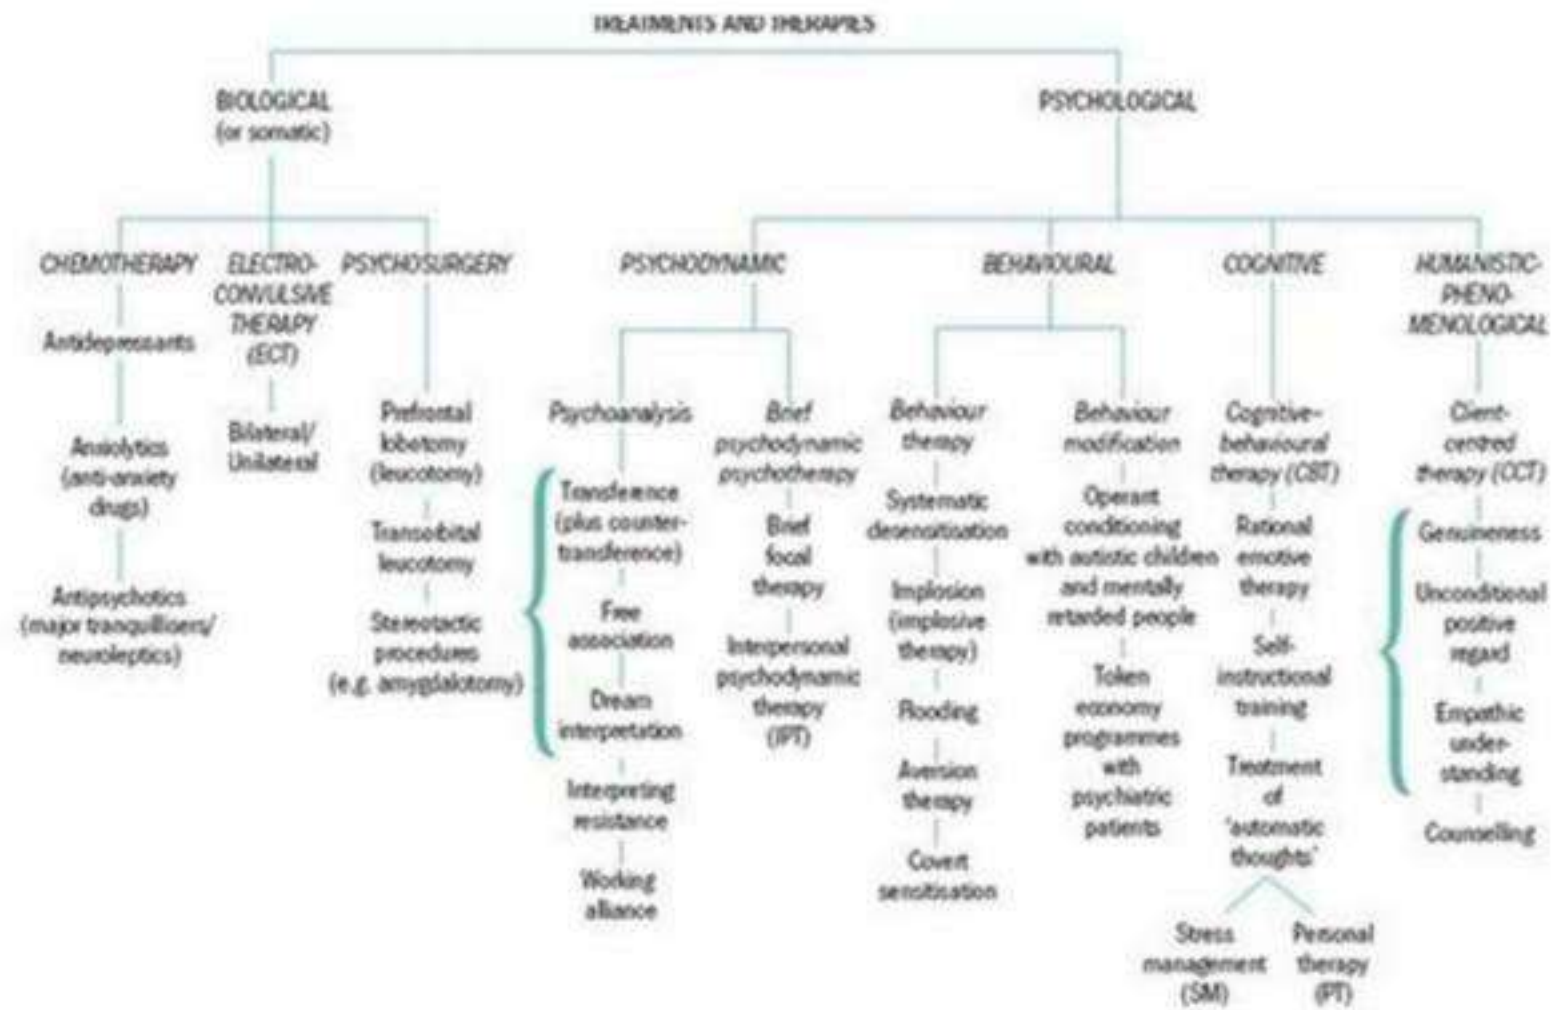 TREATMENTS AND THERAPIES
BIOLOGICAL
(or somatic)
PSYCHOLOGICAL
CHEMOTHERAPY
Antidepressants
Anxiolytics
(anti-anxiety
drugs)
Antipsychotics
(major tranquillisers/
neuroleptics)
ELECTRO-
CONVULSIVE
THERAPY
(ECT)
Bilateral/
Unilateral
PSYCHOSURGERY
Prefrontal
lobotomy
(leucotomy)
Transorbital
leucotomy
Stereotactic
procedures
(e.g. amygdalotomy)
PSYCHODYNAMIC
Psychoanalysis
Transference
(plus counter-
transference)
Free
association
Dream
interpretation
Interpreting
resistance
Working
alliance
Brief
psychodynamic
psychotherapy
Brief
focal
therapy
Interpersonal
psychodynamic
therapy
(IPT)
BEHAVIOURAL
Behaviour
therapy
Systematic
desensitisation
Implosion
(implosive
therapy)
Flooding
Aversion
therapy
Covert
sensitisation
Behaviour
modification
Operant
conditioning
with autistic children
and mentally
retarded people
Token
economy
programmes
with
psychiatric
patients
COGNITIVE
Cognitive-
behavioural
therapy (CBT)
Rational
emotive
therapy
Self-
instructional
training
Treatment
of
'automatic
thoughts'
Stress
management
(SM)
Personal
therapy
(PT)
HUMANISTIC-
PHENO-
MENOLOGICAL
Client-
centred
therapy (CCT)
Genuineness
Unconditional
positive
regard
Empathic
under-
standing
Counselling